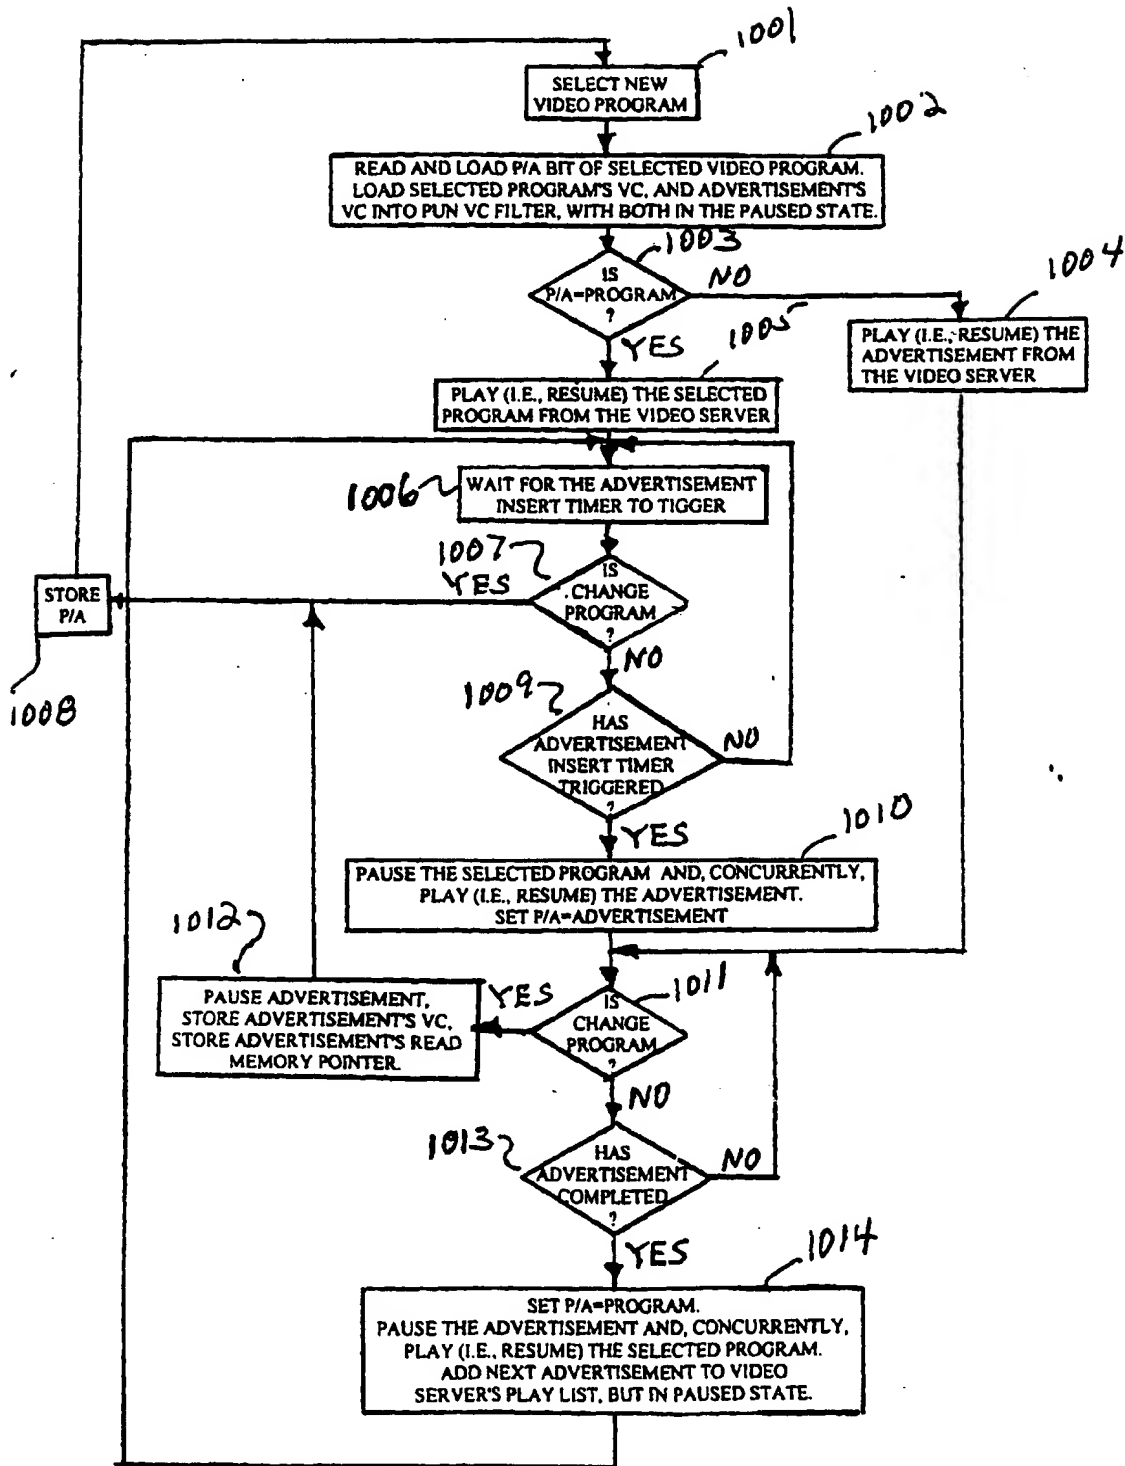 1001
SELECT NEW
VIDEO PROGRAM
1002
READ AND LOAD P/A BIT OF SELECTED VIDEO PROGRAM.
LOAD SELECTED PROGRAM'S VC, AND ADVERTISEMENT'S
VC INTO PUN VC FILTER, WITH BOTH IN THE PAUSED STATE.
1003
IS
P/A=PROGRAM
?
NO
1004
YES
1005
PLAY (I.E., RESUME) THE
ADVERTISEMENT FROM
THE VIDEO SERVER
PLAY (I.E., RESUME) THE SELECTED
PROGRAM FROM THE VIDEO SERVER
1006
WAIT FOR THE ADVERTISEMENT
INSERT TIMER TO TIGGER
1007
YES
IS
CHANGE
PROGRAM
?
STORE
P/A
1008
NO
1009
HAS
ADVERTISEMENT
INSERT TIMER
TRIGGERED
?
NO
YES
1010
PAUSE THE SELECTED PROGRAM AND, CONCURRENTLY,
PLAY (I.E., RESUME) THE ADVERTISEMENT.
SET P/A=ADVERTISEMENT
1012
PAUSE ADVERTISEMENT,
STORE ADVERTISEMENT'S VC,
STORE ADVERTISEMENT'S READ
MEMORY POINTER.
YES
1011
IS
CHANGE
PROGRAM
?
NO
1013
HAS
ADVERTISEMENT
COMPLETED
?
NO
YES
1014
SET P/A=PROGRAM.
PAUSE THE ADVERTISEMENT AND, CONCURRENTLY,
PLAY (I.E., RESUME) THE SELECTED PROGRAM.
ADD NEXT ADVERTISEMENT TO VIDEO
SERVER'S PLAY LIST, BUT IN PAUSED STATE.